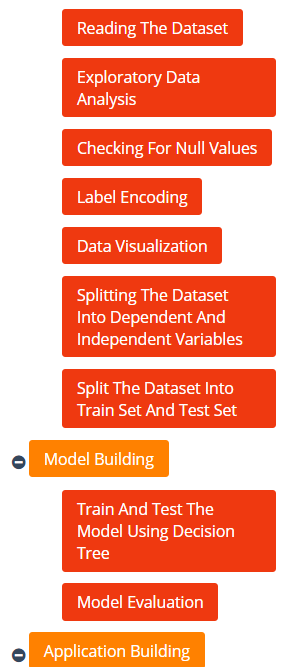 Reading The Dataset
Exploratory Data
Analysis
Checking For Null Values
Label Encoding
Data Visualization
Splitting The Dataset
Into Dependent And
Independent Variables
Split The Dataset Into
Train Set And Test Set
Model Building
Train And Test The
Model Using Decision
Tree
Model Evaluation
Application Building